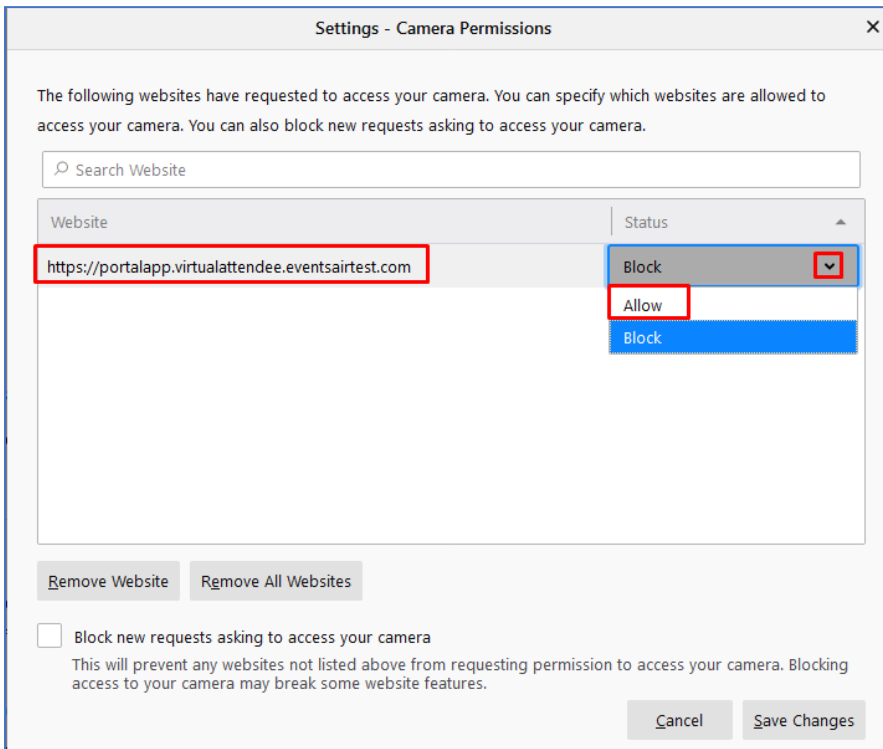 Settings - Camera Permissions
The following websites have requested to access your camera. You can specify which websites are allowed to
access your camera. You can also block new requests asking to access your camera.
Search Website
Website Status
https://portalapp.virtualattendee.eventsairtest.com Block
Allow
Block
Remove Website Remove All Websites
Block new requests asking to access your camera
This will prevent any websites not listed above from requesting permission to access your camera. Blocking
access to your camera may break some website features.
Cancel Save Changes